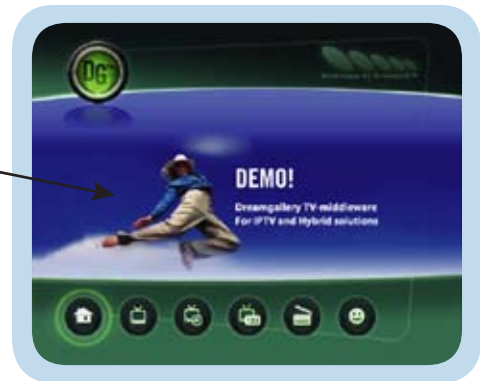 DG
DEMO!
Dreamgallery TV-middleware
For IPTV and Hybrid solutions